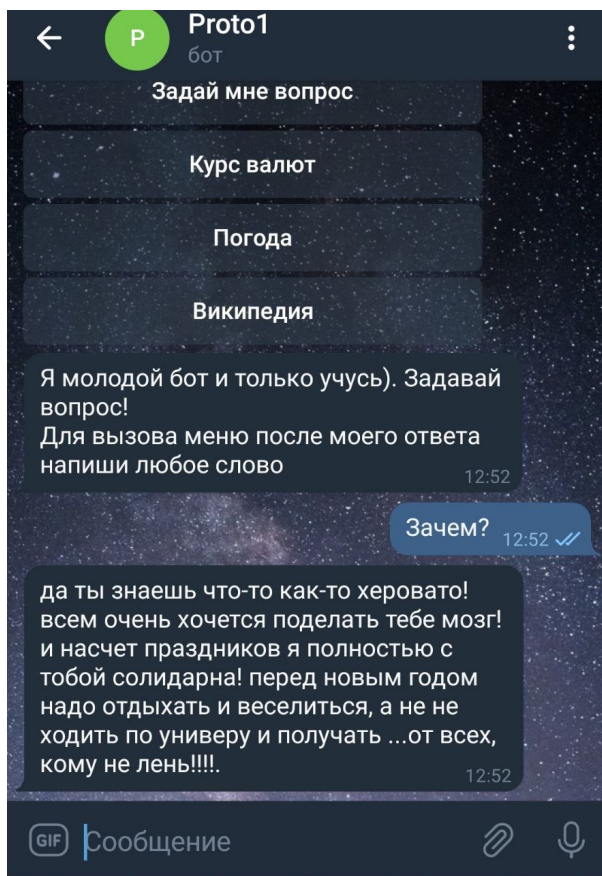 Proto1
P
бот
Задай мне вопрос
Курс валют
Погода
Википедия
Я молодой бот и только учусь). Задавай
вопрос!
Для вызова меню после моего ответа
напиши любое слово
12:52
Зачем?
12:52
да ты знаешь что-то как-то херовато!
всем очень хочется поделать тебе мозг!
и насчет праздников я полностью с
тобой солидарна! перед новым годом
надо отдыхать и веселиться, а не не
ходить по универу и получать ...от всех,
кому не лень!!!!.
12:52
GIF
Сообщение